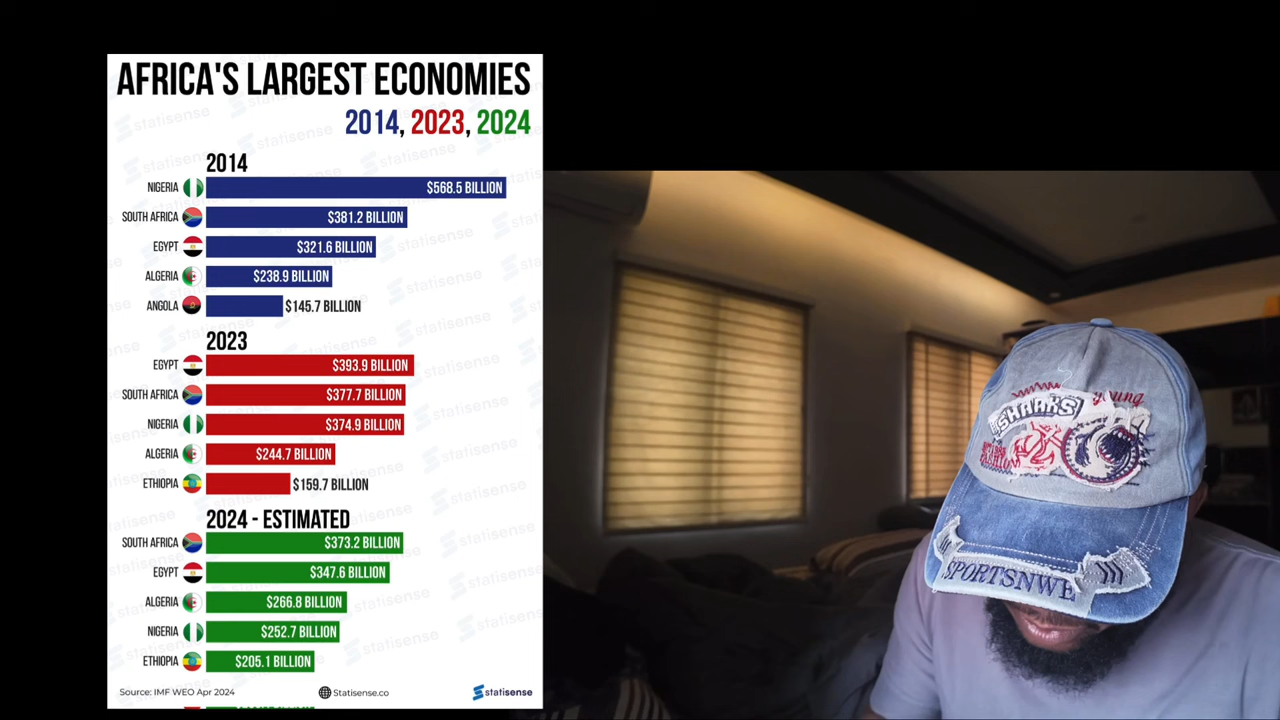 AFRICA'S LARGEST ECONOMIES
2014, 2023, 2024
2014
NIGERIA $568.5 BILLION
SOUTH AFRICA $381.2 BILLION
EGYPT $321.6 BILLION
ALGERIA $238.9 BILLION
ANGOLA $145.7 BILLION
2023
EGYPT $393.9 BILLION
SOUTH AFRICA $377.7 BILLION
NIGERIA $374.9 BILLION
ALGERIA $244.7 BILLION
ETHIOPIA $159.7 BILLION
2024 - ESTIMATED
SOUTH AFRICA $373.2 BILLION
EGYPT $347.6 BILLION
ALGERIA $266.8 BILLION
NIGERIA $252.7 BILLION
ETHIOPIA $205.1 BILLION
Source: IMF WEO Apr 2024 Statisense.co statisense
young
SHARKS
SPORTSNWE